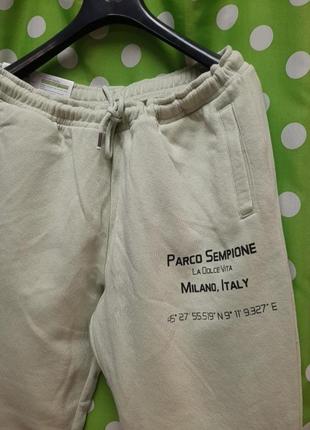 PARCO SEMPIONE
LA DOLCE VITA
MILANO, ITALY
45° 27' 55.519" N 9° 11' 9.327" E